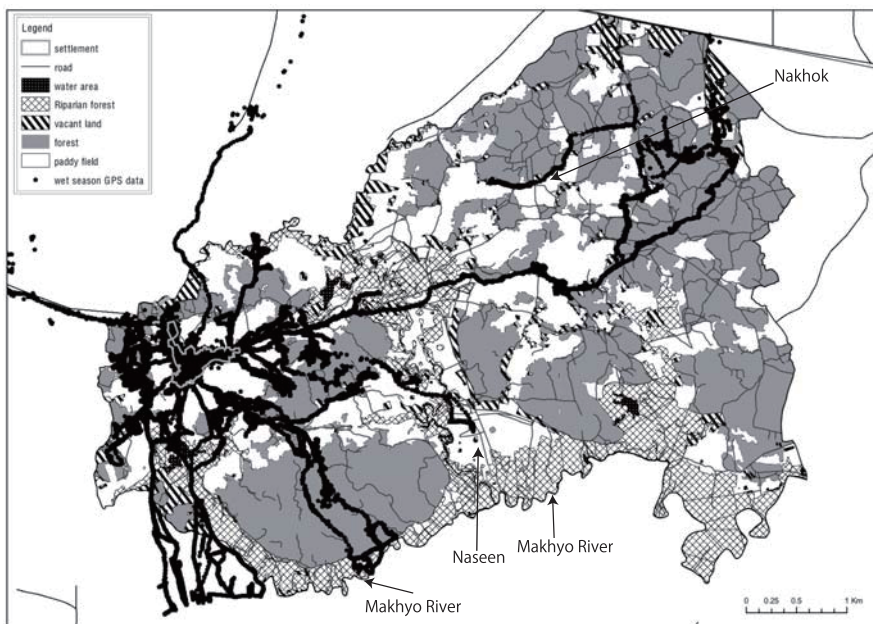 Legend
settlement
road
water area
Riparian forest
vacant land
forest
paddy field
wet season GPS data
Nakhok
Naseen
Makhyo River
Makhyo River
0 0.25 0.5 1 Km